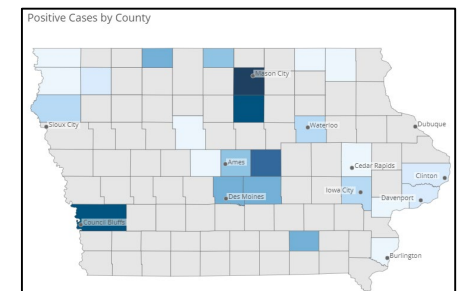 Positive Cases by County
Mason City
Sioux City
Waterloo
Dubuque
Ames
Cedar Rapids
Clinton
Des Moines
Iowa City
Davenport
Council Bluffs
Burlington